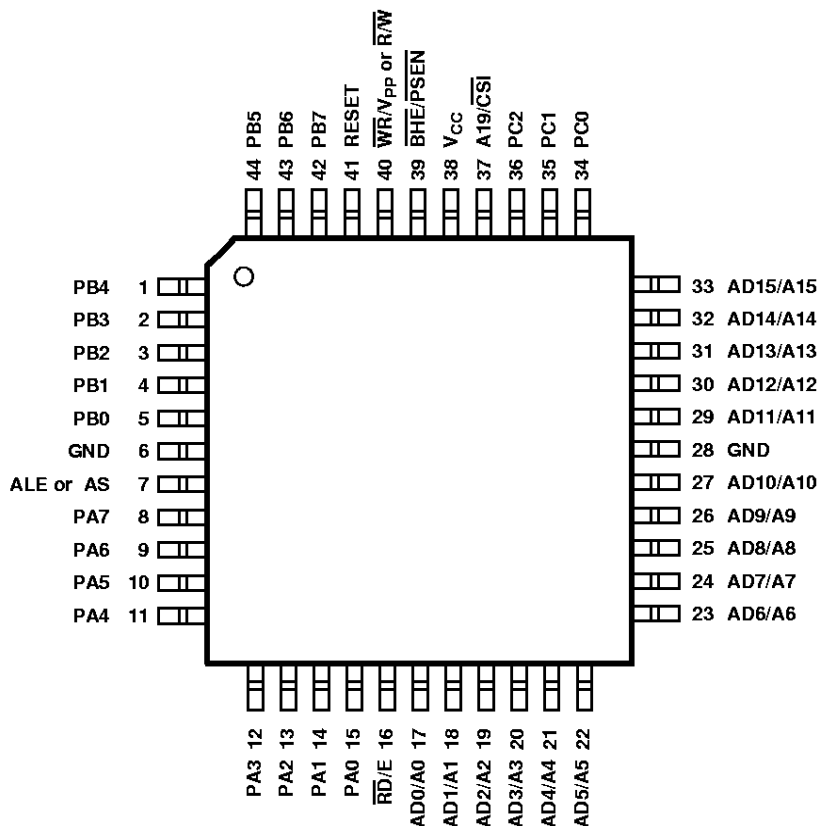 44 PB5
43 PB6
42 PB7
41 RESET
40 W̅R̅/VPP or R̅/W̅
39 B̅H̅E̅/P̅S̅E̅N̅
38 VCC
37 A19/C̅S̅I̅
36 PC2
35 PC1
34 PC0
PB4 1
PB3 2
PB2 3
PB1 4
PB0 5
GND 6
ALE or AS 7
PA7 8
PA6 9
PA5 10
PA4 11
33 AD15/A15
32 AD14/A14
31 AD13/A13
30 AD12/A12
29 AD11/A11
28 GND
27 AD10/A10
26 AD9/A9
25 AD8/A8
24 AD7/A7
23 AD6/A6
PA3 12
PA2 13
PA1 14
PA0 15
R̅D̅/E 16
AD0/A0 17
AD1/A1 18
AD2/A2 19
AD3/A3 20
AD4/A4 21
AD5/A5 22